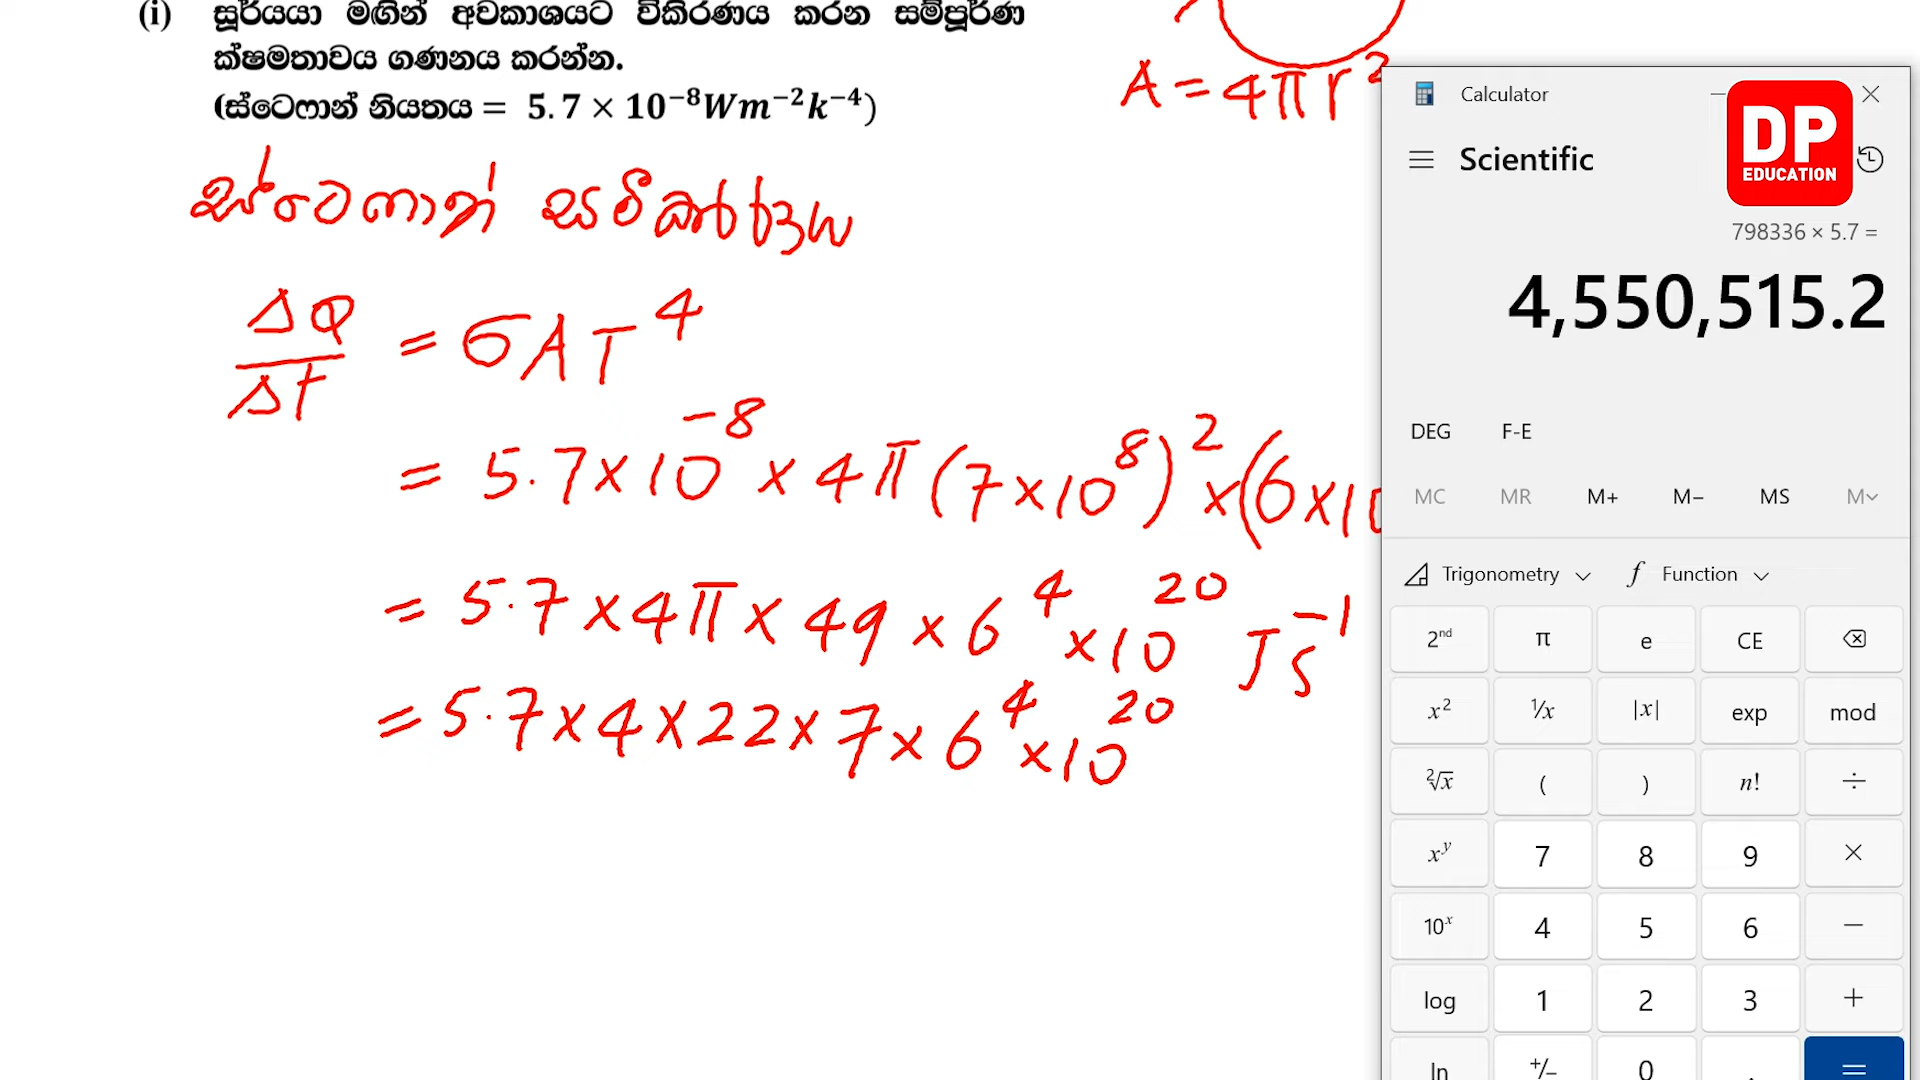 (i) සූර්යයා මඟින් අවකාශයට විකිරණය කරන සම්පූර්ණ
ක්ෂමතාවය ගණනය කරන්න.
(ස්ටෙෆාන් නියතය = 5.7 × 10⁻⁸Wm⁻²k⁻⁴)
A = 4πr²
ස්ටෙෆාන් සමීකරණය
ΔQ/Δt = σAT⁴
= 5.7×10⁻⁸ × 4π(7×10⁸)² ×(6×10
= 5.7×4π×49×6⁴×10²⁰ Js⁻¹
= 5.7×4×22×7×6⁴×10²⁰
Calculator
Scientific
DP
EDUCATION
798336 × 5.7 =
4,550,515.2
DEG F-E
MC MR M+ M− MS M
Trigonometry f Function
2ⁿᵈ π e CE
x² ¹/x |x| exp mod
²√x ( ) n! ÷
xʸ 7 8 9 ×
10ˣ 4 5 6 −
log 1 2 3 +
ln +/− 0 . =